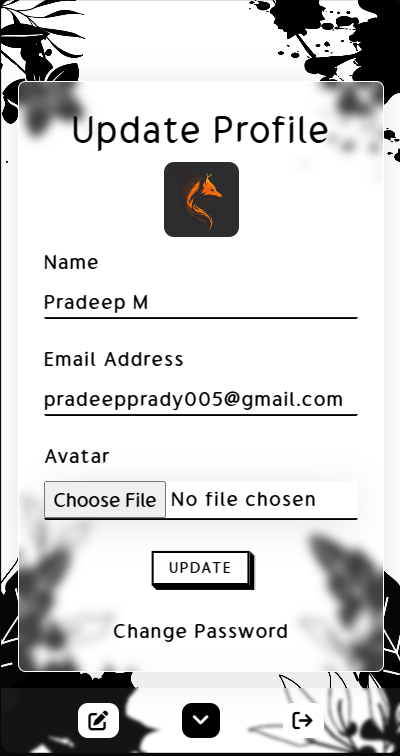 Update Profile
Name
Pradeep M
Email Address
pradeepprady005@gmail.com
Avatar
Choose File No file chosen
UPDATE
Change Password